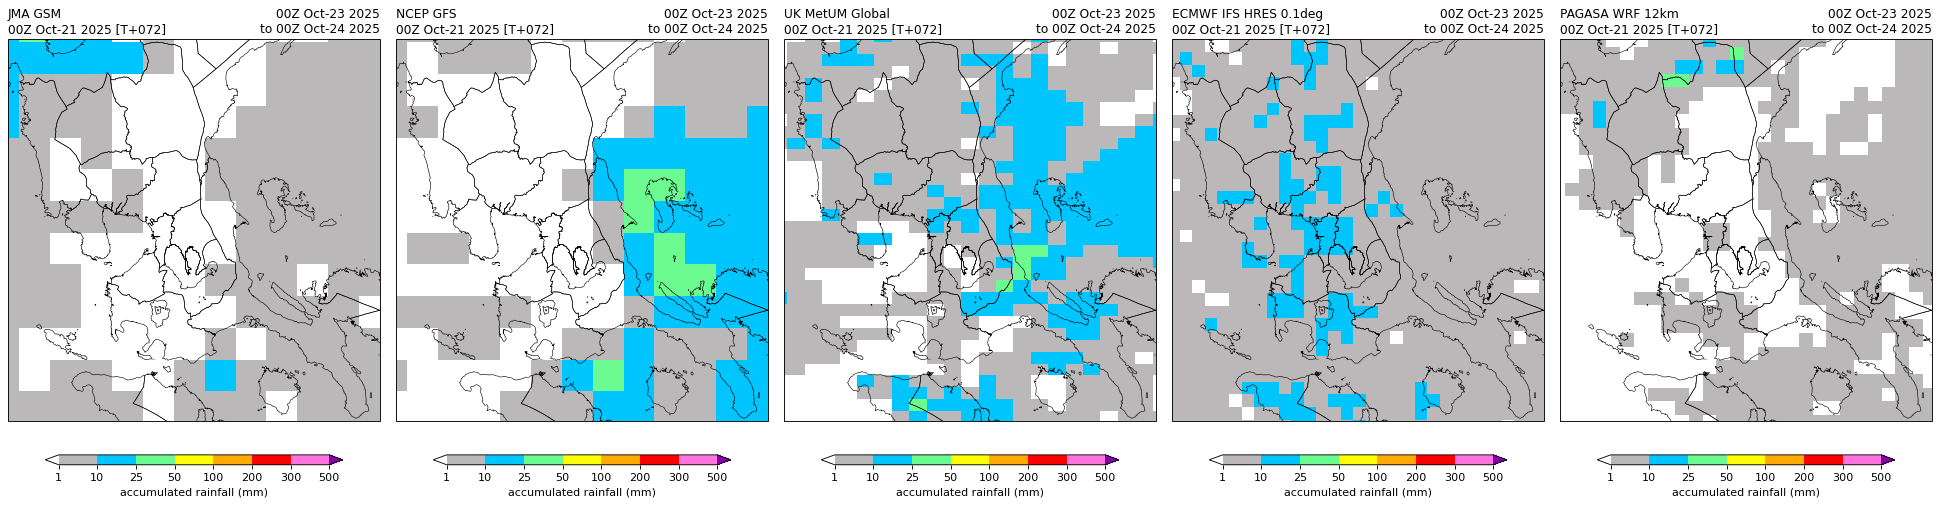 JMA GSM 00Z Oct-23 2025
00Z Oct-21 2025 [T+072] to 00Z Oct-24 2025
1 10 25 50 100 200 300 500
accumulated rainfall (mm)
NCEP GFS 00Z Oct-23 2025
00Z Oct-21 2025 [T+072] to 00Z Oct-24 2025
1 10 25 50 100 200 300 500
accumulated rainfall (mm)
UK MetUM Global 00Z Oct-23 2025
00Z Oct-21 2025 [T+072] to 00Z Oct-24 2025
1 10 25 50 100 200 300 500
accumulated rainfall (mm)
ECMWF IFS HRES 0.1deg 00Z Oct-23 2025
00Z Oct-21 2025 [T+072] to 00Z Oct-24 2025
1 10 25 50 100 200 300 500
accumulated rainfall (mm)
PAGASA WRF 12km 00Z Oct-23 2025
00Z Oct-21 2025 [T+072] to 00Z Oct-24 2025
1 10 25 50 100 200 300 500
accumulated rainfall (mm)